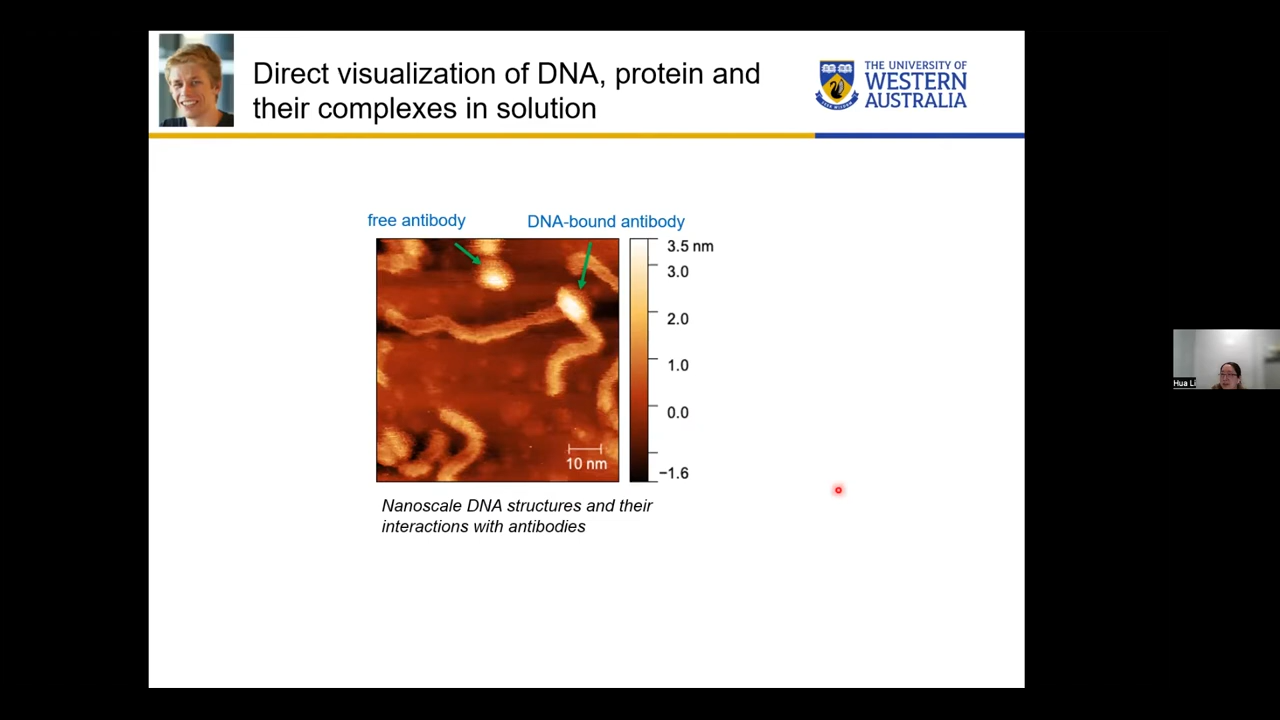 Direct visualization of DNA, protein and
their complexes in solution
THE UNIVERSITY OF
WESTERN
AUSTRALIA
free antibody
DNA-bound antibody
3.5 nm
3.0
2.0
1.0
0.0
−1.6
10 nm
Nanoscale DNA structures and their
interactions with antibodies
Hua Li